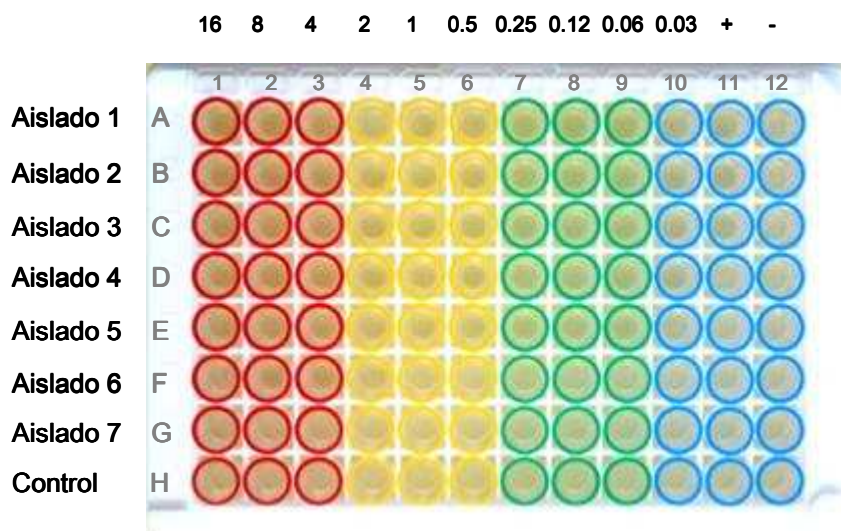 16 8 4 2 1 0.5 0.25 0.12 0.06 0.03 + -
1 2 3 4 5 6 7 8 9 10 11 12
Aislado 1 A
Aislado 2 B
Aislado 3 C
Aislado 4 D
Aislado 5 E
Aislado 6 F
Aislado 7 G
Control H